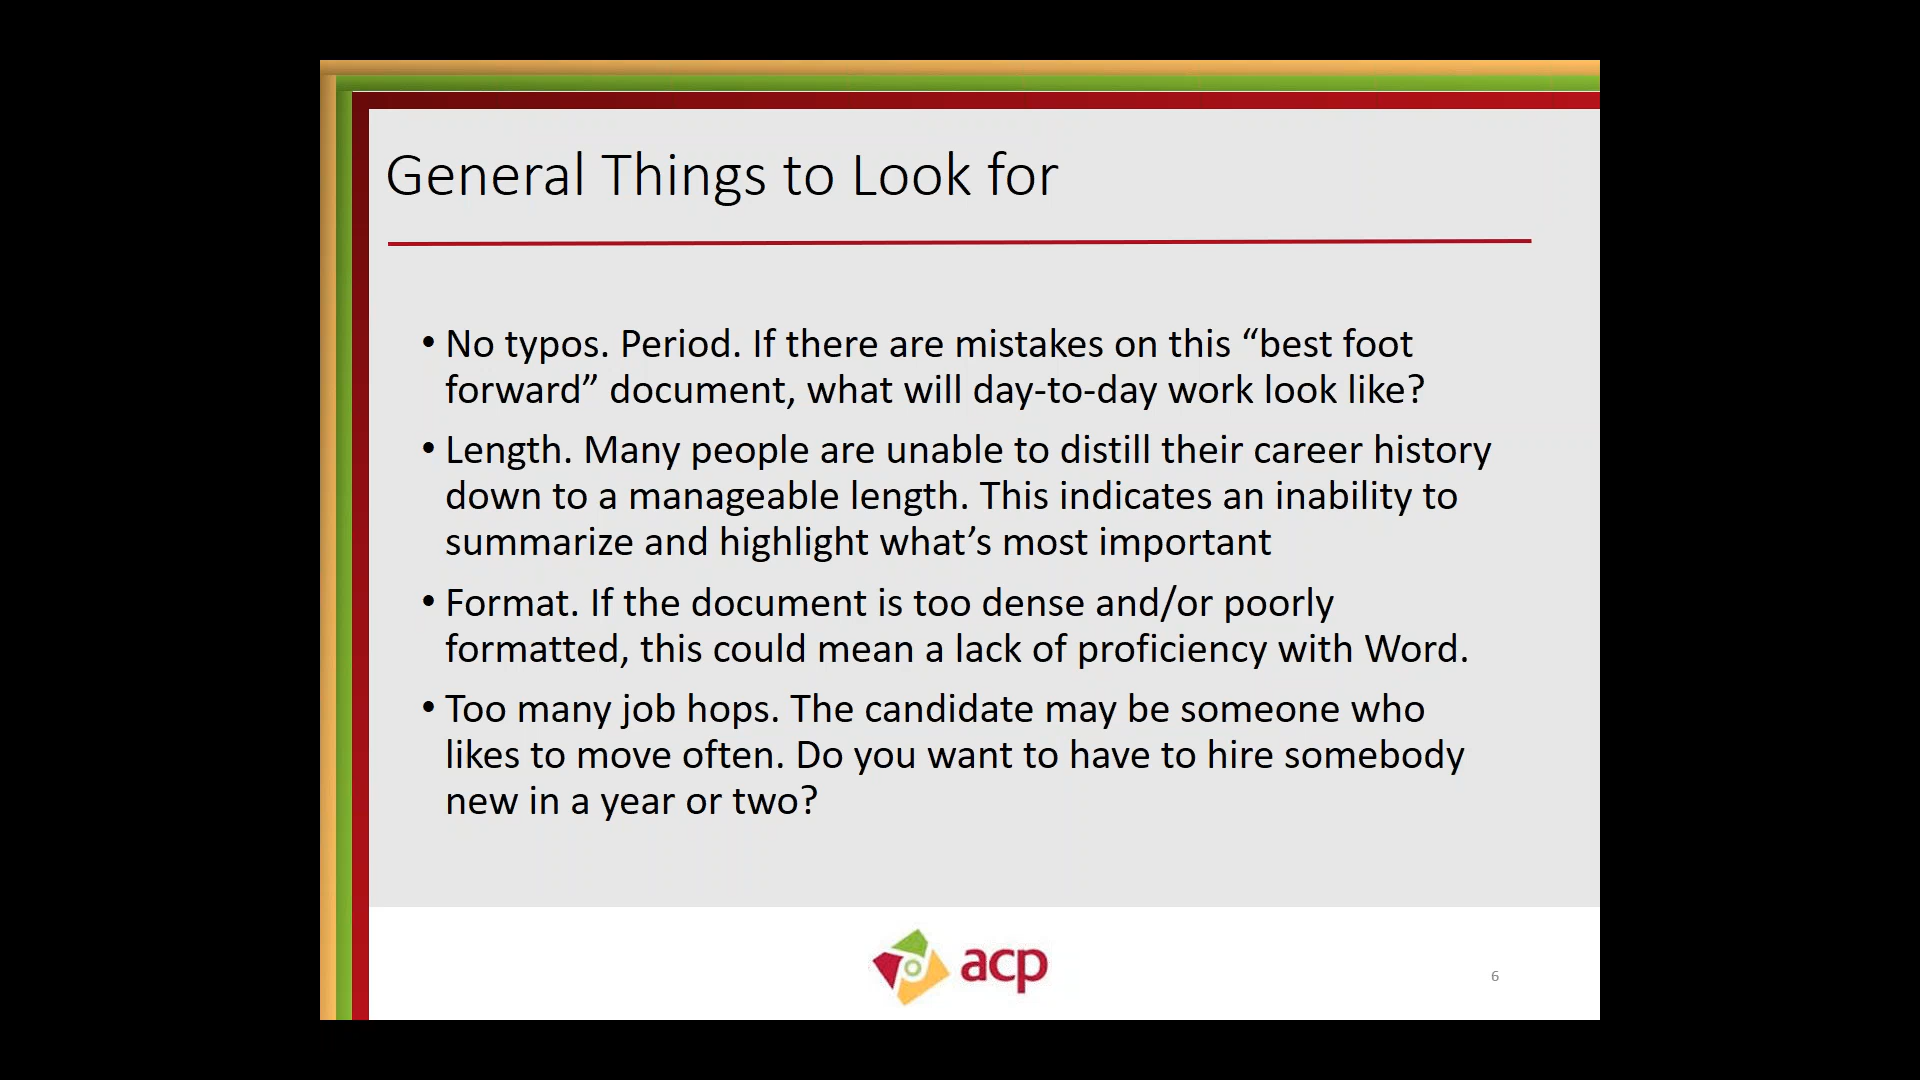 General Things to Look for
• No typos. Period. If there are mistakes on this “best foot
forward” document, what will day-to-day work look like?
• Length. Many people are unable to distill their career history
down to a manageable length. This indicates an inability to
summarize and highlight what’s most important
• Format. If the document is too dense and/or poorly
formatted, this could mean a lack of proficiency with Word.
• Too many job hops. The candidate may be someone who
likes to move often. Do you want to have to hire somebody
new in a year or two?
acp
6